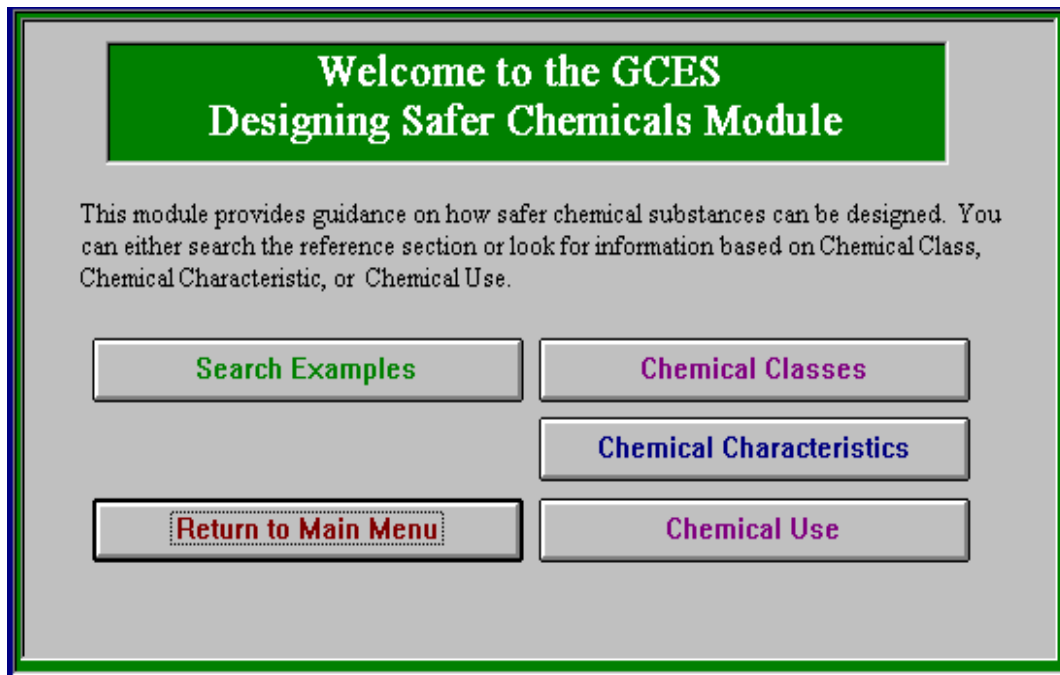 Welcome to the GCES
Designing Safer Chemicals Module
This module provides guidance on how safer chemical substances can be designed. You
can either search the reference section or look for information based on Chemical Class,
Chemical Characteristic, or Chemical Use.
Search Examples
Chemical Classes
Chemical Characteristics
Return to Main Menu
Chemical Use